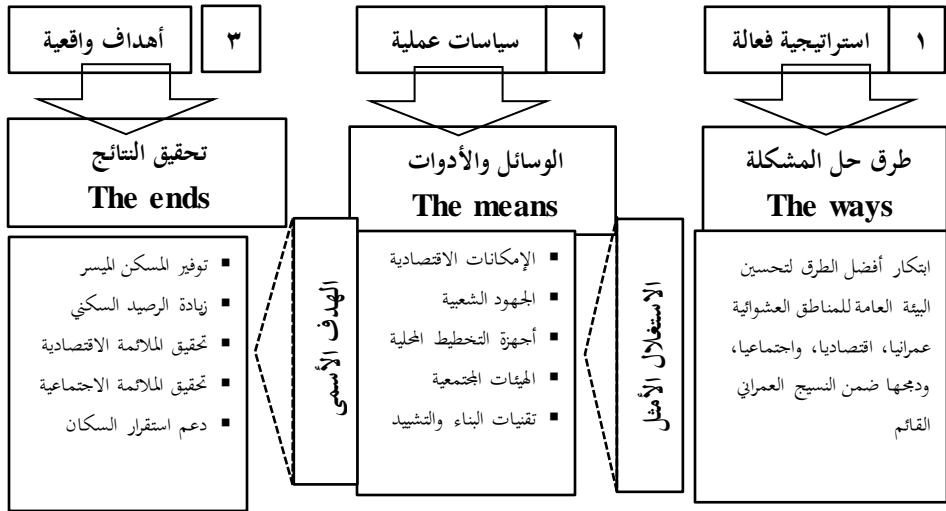 ١ استراتيجية فعالة
طرق حل المشكلة
The ways
ابتكار أفضل الطرق لتحسين
البيئة العامة للمناطق العشوائية
عمرانيا، اقتصاديا، واجتماعيا،
ودمجها ضمن النسيج العمراني
القائم
الاستغلال الأمثل
٢ سياسات عملية
الوسائل والأدوات
The means
▪ الإمكانات الاقتصادية
▪ الجهود الشعبية
▪ أجهزة التخطيط المحلية
▪ الهيئات المجتمعية
▪ تقنيات البناء والتشييد
الهدف الأسمى
٣ أهداف واقعية
تحقيق النتائج
The ends
▪ توفير المسكن الميسر
▪ زيادة الرصيد السكني
▪ تحقيق الملائمة الاقتصادية
▪ تحقيق الملائمة الاجتماعية
▪ دعم استقرار السكان